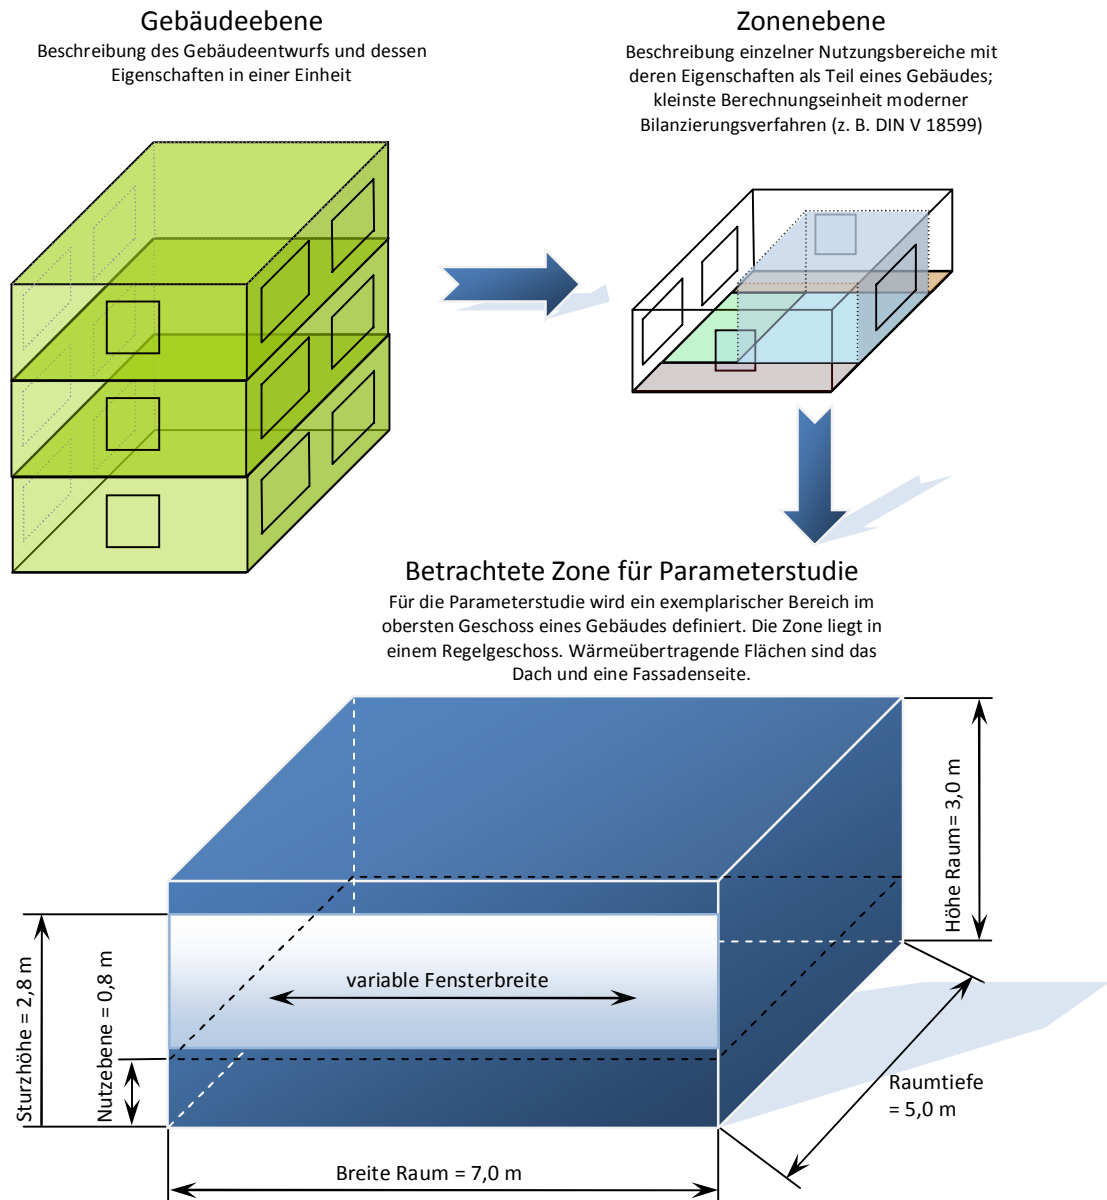 Gebäudeebene
Beschreibung des Gebäudeentwurfs und dessen
Eigenschaften in einer Einheit
Zonenebene
Beschreibung einzelner Nutzungsbereiche mit
deren Eigenschaften als Teil eines Gebäudes;
kleinste Berechnungseinheit moderner
Bilanzierungsverfahren (z. B. DIN V 18599)
Betrachtete Zone für Parameterstudie
Für die Parameterstudie wird ein exemplarischer Bereich im
obersten Geschoss eines Gebäudes definiert. Die Zone liegt in
einem Regelgeschoss. Wärmeübertragende Flächen sind das
Dach und eine Fassadenseite.
Höhe Raum= 3,0 m
Sturzhöhe = 2,8 m
Nutzebene = 0,8 m
variable Fensterbreite
Raumtiefe
= 5,0 m
Breite Raum = 7,0 m